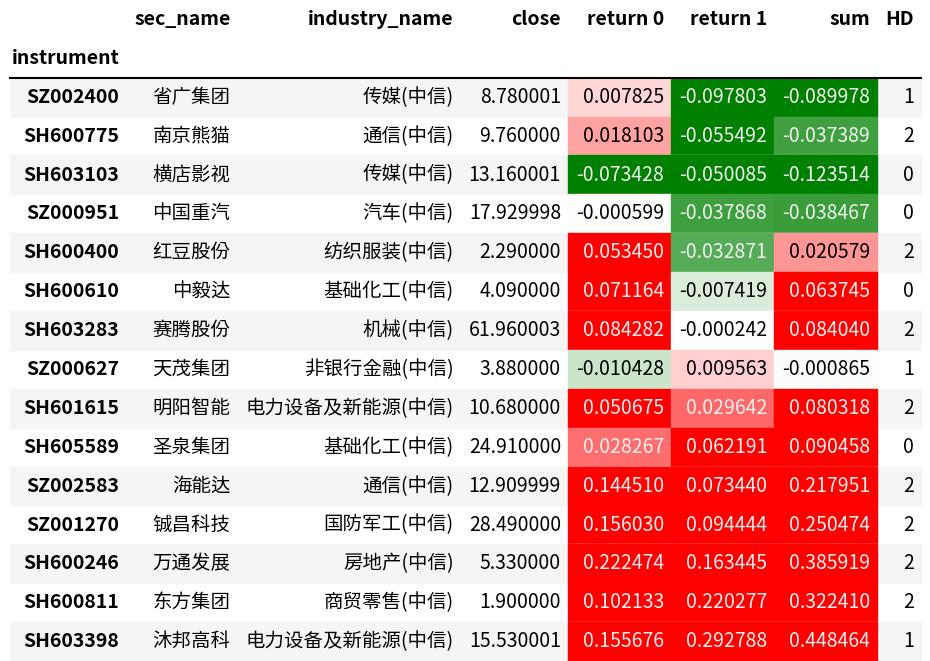 sec_name industry_name close return 0 return 1 sum HD
instrument
SZ002400 省广集团 传媒(中信) 8.780001 0.007825 -0.097803 -0.089978 1
SH600775 南京熊猫 通信(中信) 9.760000 0.018103 -0.055492 -0.037389 2
SH603103 横店影视 传媒(中信) 13.160001 -0.073428 -0.050085 -0.123514 0
SZ000951 中国重汽 汽车(中信) 17.929998 -0.000599 -0.037868 -0.038467 0
SH600400 红豆股份 纺织服装(中信) 2.290000 0.053450 -0.032871 0.020579 2
SH600610 中毅达 基础化工(中信) 4.090000 0.071164 -0.007419 0.063745 0
SH603283 赛腾股份 机械(中信) 61.960003 0.084282 -0.000242 0.084040 2
SZ000627 天茂集团 非银行金融(中信) 3.880000 -0.010428 0.009563 -0.000865 1
SH601615 明阳智能 电力设备及新能源(中信) 10.680000 0.050675 0.029642 0.080318 2
SH605589 圣泉集团 基础化工(中信) 24.910000 0.028267 0.062191 0.090458 0
SZ002583 海能达 通信(中信) 12.909999 0.144510 0.073440 0.217951 2
SZ001270 铖昌科技 国防军工(中信) 28.490000 0.156030 0.094444 0.250474 2
SH600246 万通发展 房地产(中信) 5.330000 0.222474 0.163445 0.385919 2
SH600811 东方集团 商贸零售(中信) 1.900000 0.102133 0.220277 0.322410 2
SH603398 沐邦高科 电力设备及新能源(中信) 15.530001 0.155676 0.292788 0.448464 1